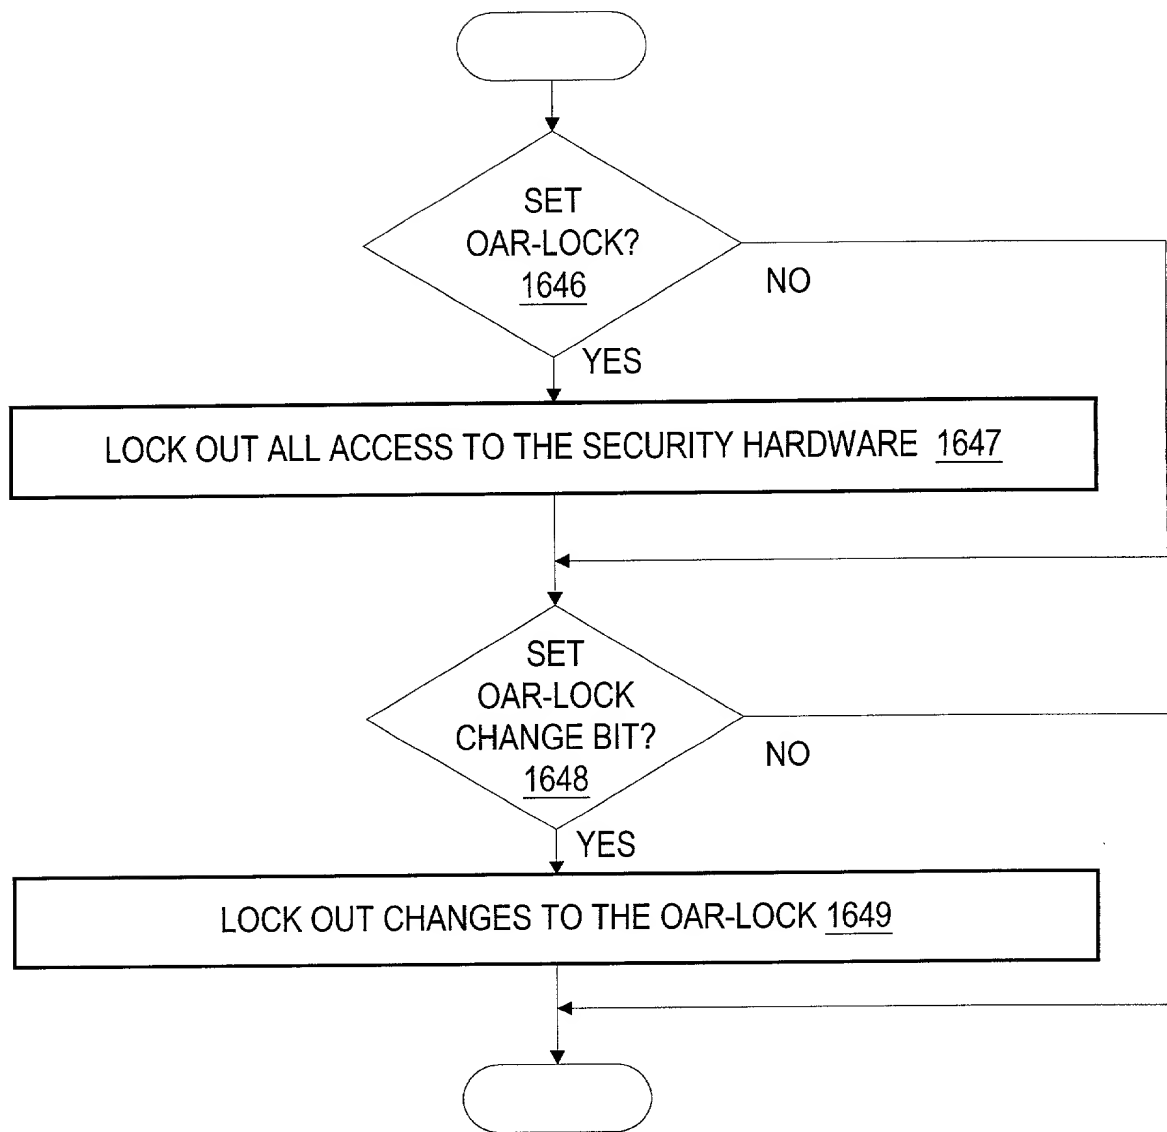 SET
OAR-LOCK?
1646
NO
YES
LOCK OUT ALL ACCESS TO THE SECURITY HARDWARE 1647
SET
OAR-LOCK
CHANGE BIT?
1648
NO
YES
LOCK OUT CHANGES TO THE OAR-LOCK 1649